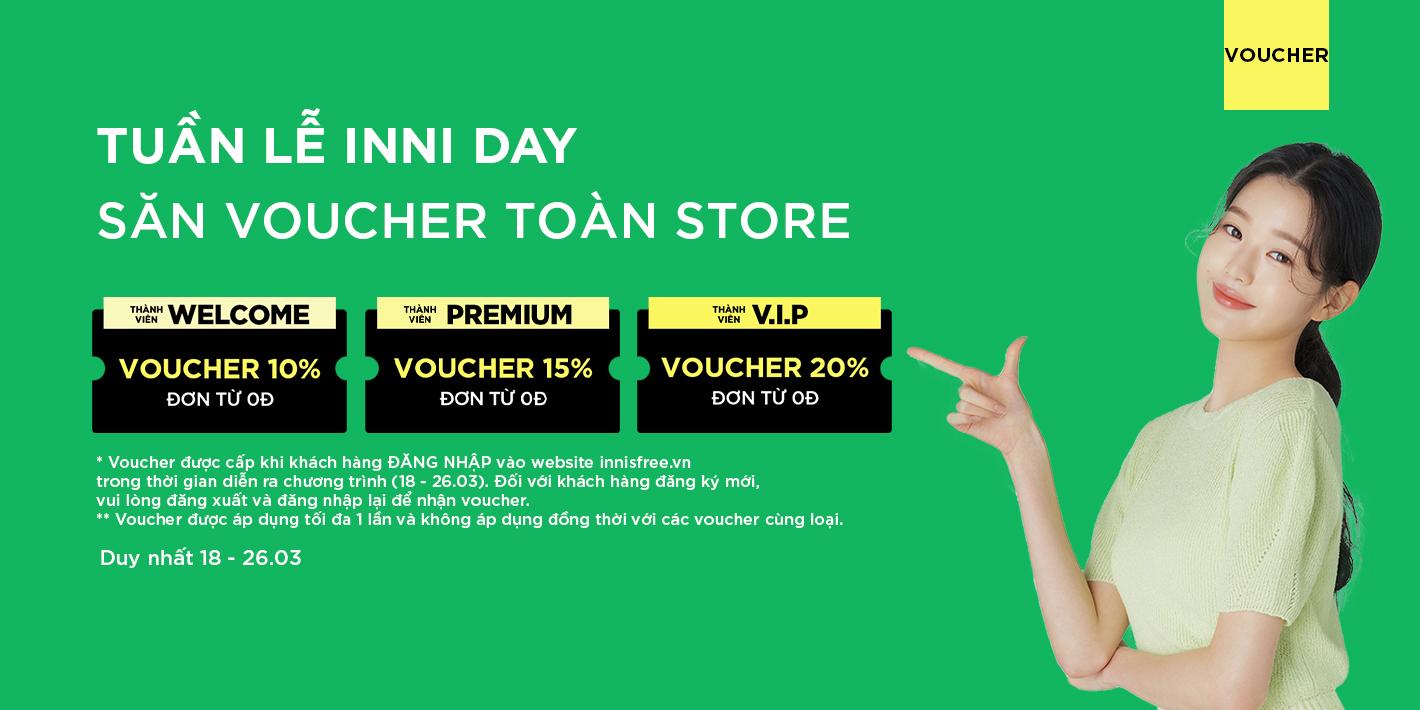 VOUCHER
TUẦN LỄ INNI DAY
SĂN VOUCHER TOÀN STORE
THÀNH VIÊN WELCOME
VOUCHER 10%
ĐƠN TỪ 0Đ
THÀNH VIÊN PREMIUM
VOUCHER 15%
ĐƠN TỪ 0Đ
THÀNH VIÊN V.I.P
VOUCHER 20%
ĐƠN TỪ 0Đ
* Voucher được cấp khi khách hàng ĐĂNG NHẬP vào website innisfree.vn
trong thời gian diễn ra chương trình (18 - 26.03). Đối với khách hàng đăng ký mới,
vui lòng đăng xuất và đăng nhập lại để nhận voucher.
** Voucher được áp dụng tối đa 1 lần và không áp dụng đồng thời với các voucher cùng loại.
Duy nhất 18 - 26.03